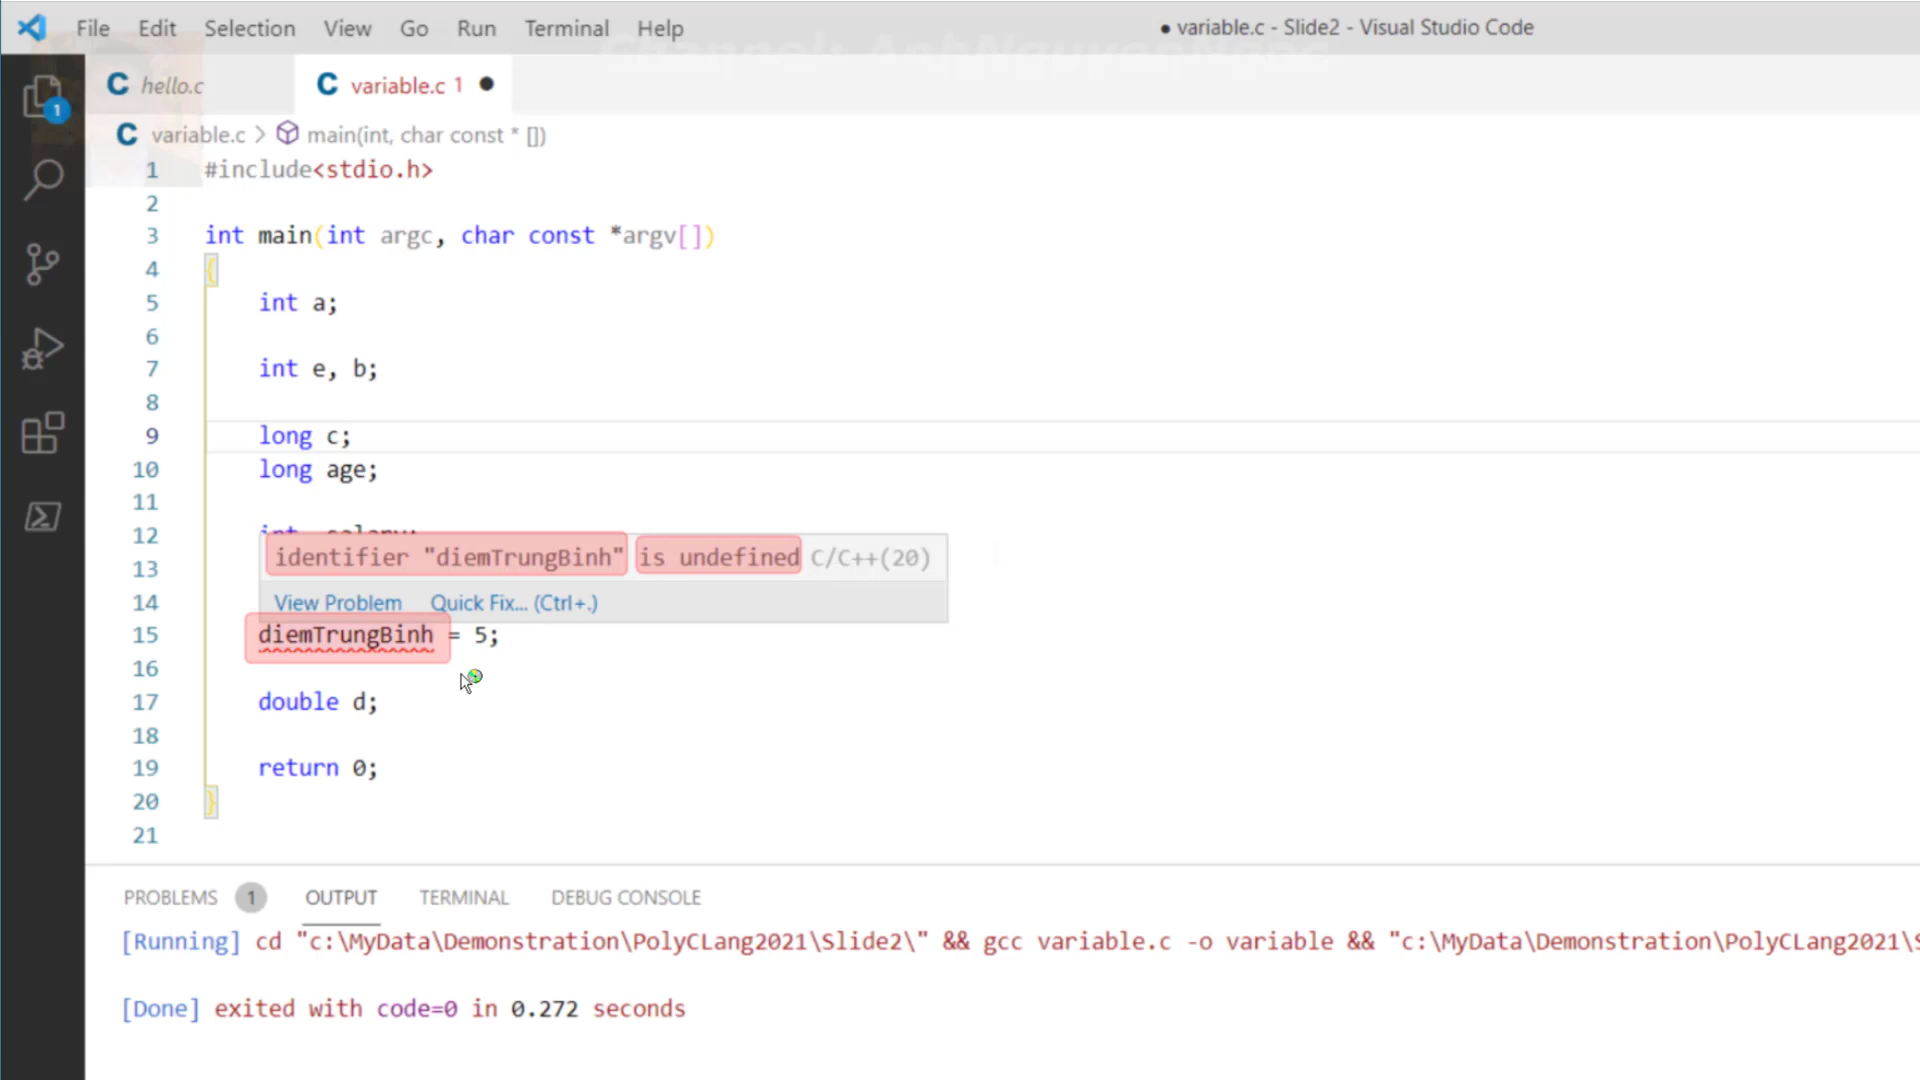 File Edit Selection View Go Run Terminal Help
● variable.c - Slide2 - Visual Studio Code
hello.c
variable.c 1
variable.c > main(int, char const * [])
1 #include<stdio.h>
2
3 int main(int argc, char const *argv[])
4 {
5 int a;
6
7 int e, b;
8
9 long c;
10 long age;
11
12 int salary;
identifier "diemTrungBinh" is undefined C/C++(20)
13
14
View Problem Quick Fix... (Ctrl+.)
15 diemTrungBinh = 5;
16
17 double d;
18
19 return 0;
20 }
21
PROBLEMS 1 OUTPUT TERMINAL DEBUG CONSOLE
[Running] cd "c:\MyData\Demonstration\PolyCLang2021\Slide2\" && gcc variable.c -o variable && "c:\MyData\Demonstration\PolyCLang2021\S
[Done] exited with code=0 in 0.272 seconds